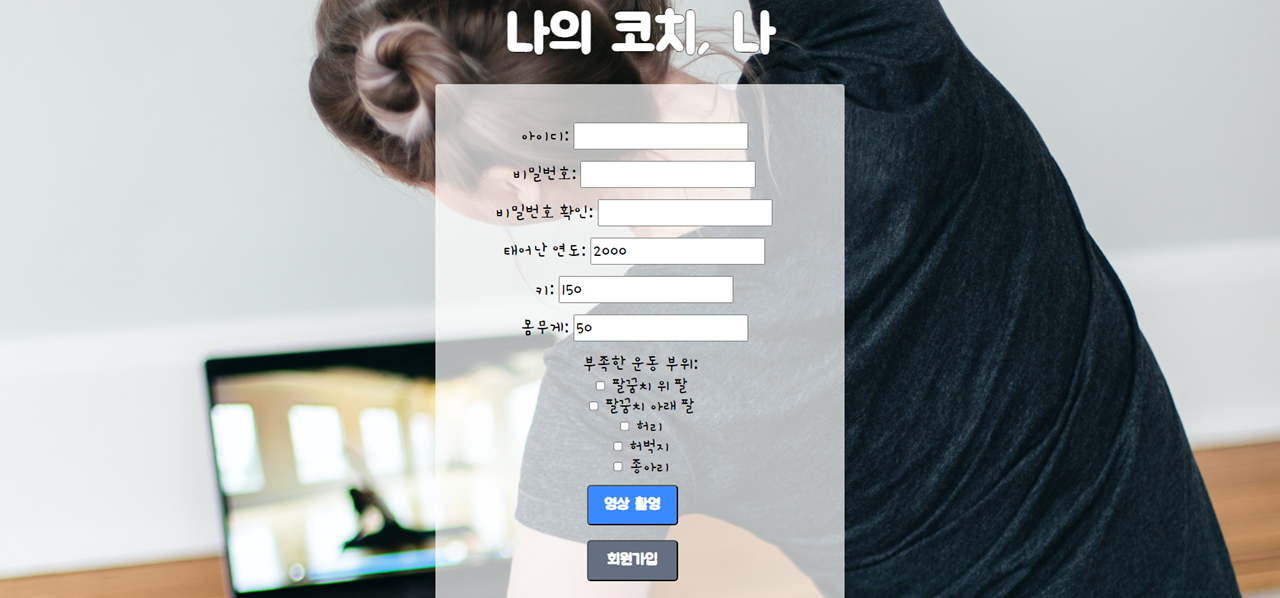 나의 코치, 나
아이디:
비밀번호:
비밀번호 확인:
태어난 연도: 2000
키: 150
몸무게: 50
부족한 운동 부위:
팔꿈치 위 팔
팔꿈치 아래 팔
허리
허벅지
종아리
영상 촬영
회원가입